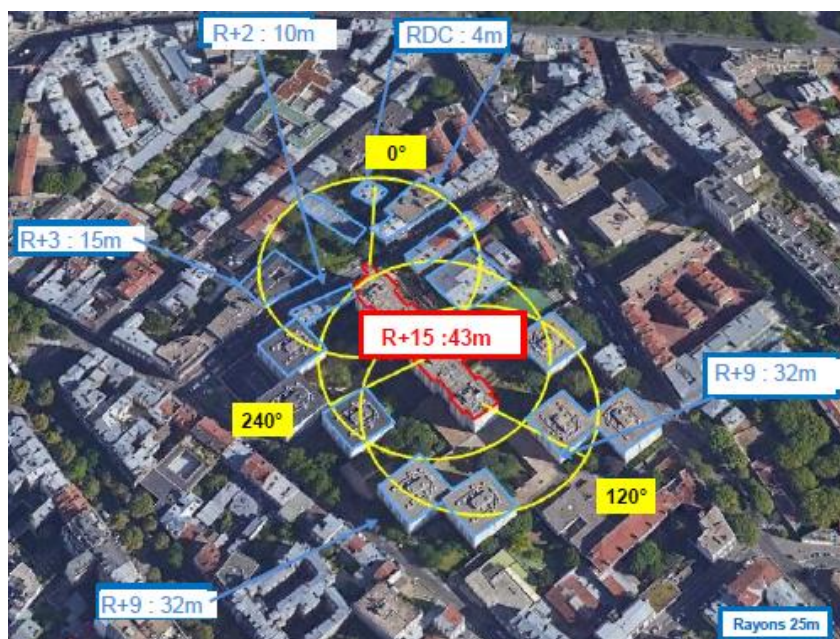 R+2 : 10m
RDC : 4m
0°
R+3 : 15m
R+15 :43m
R+9 : 32m
240°
120°
R+9 : 32m
Rayons 25m